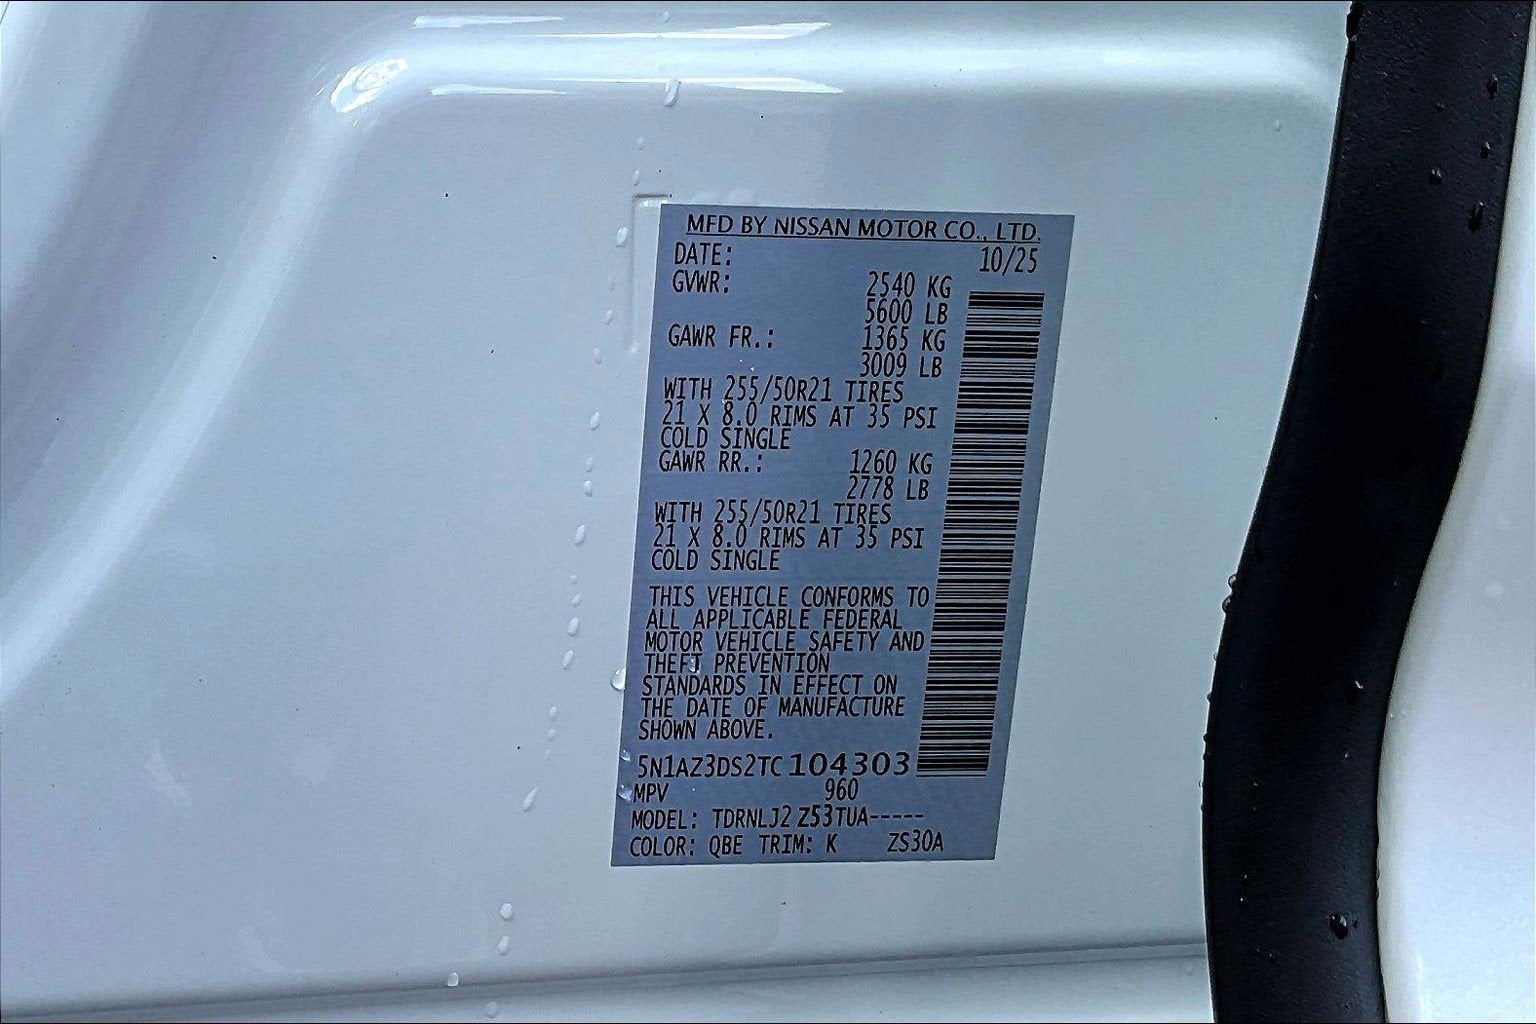 MFD BY NISSAN MOTOR CO., LTD.
DATE: 10/25
GVWR: 2540 KG
5600 LB
GAWR FR.: 1365 KG
3009 LB
WITH 255/50R21 TIRES
21 X 8.0 RIMS AT 35 PSI
COLD SINGLE
GAWR RR.: 1260 KG
2778 LB
WITH 255/50R21 TIRES
21 X 8.0 RIMS AT 35 PSI
COLD SINGLE
THIS VEHICLE CONFORMS TO
ALL APPLICABLE FEDERAL
MOTOR VEHICLE SAFETY AND
THEFT PREVENTION
STANDARDS IN EFFECT ON
THE DATE OF MANUFACTURE
SHOWN ABOVE.
5N1AZ3DS2TC104303
MPV 960
MODEL: TDRNLJ2 Z53TUA-----
COLOR: QBE TRIM: K ZS30A